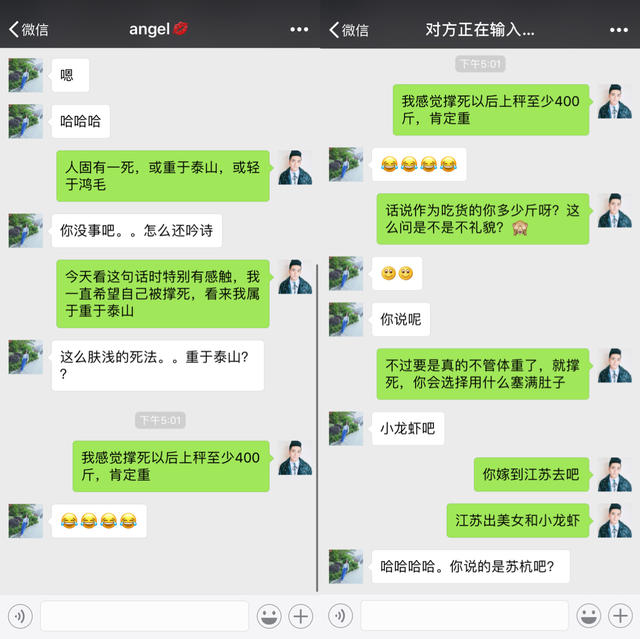 微信
angel💋
嗯
哈哈哈
人固有一死，或重于泰山，或轻
于鸿毛
你没事吧。。怎么还吟诗
今天看这句话时特别有感触，我
一直希望自己被撑死，看来我属
于重于泰山
这么肤浅的死法。。重于泰山？
？
下午5:01
我感觉撑死以后上秤至少400
斤，肯定重
😂😂😂😂
微信
对方正在输入...
下午5:01
我感觉撑死以后上秤至少400
斤，肯定重
😂😂😂😂
话说作为吃货的你多少斤呀？这
么问是不是不礼貌？🙈
你说呢
不过要是真的不管体重了，就撑
死，你会选择用什么塞满肚子
小龙虾吧
你嫁到江苏去吧
江苏出美女和小龙虾
哈哈哈哈。你说的是苏杭吧？